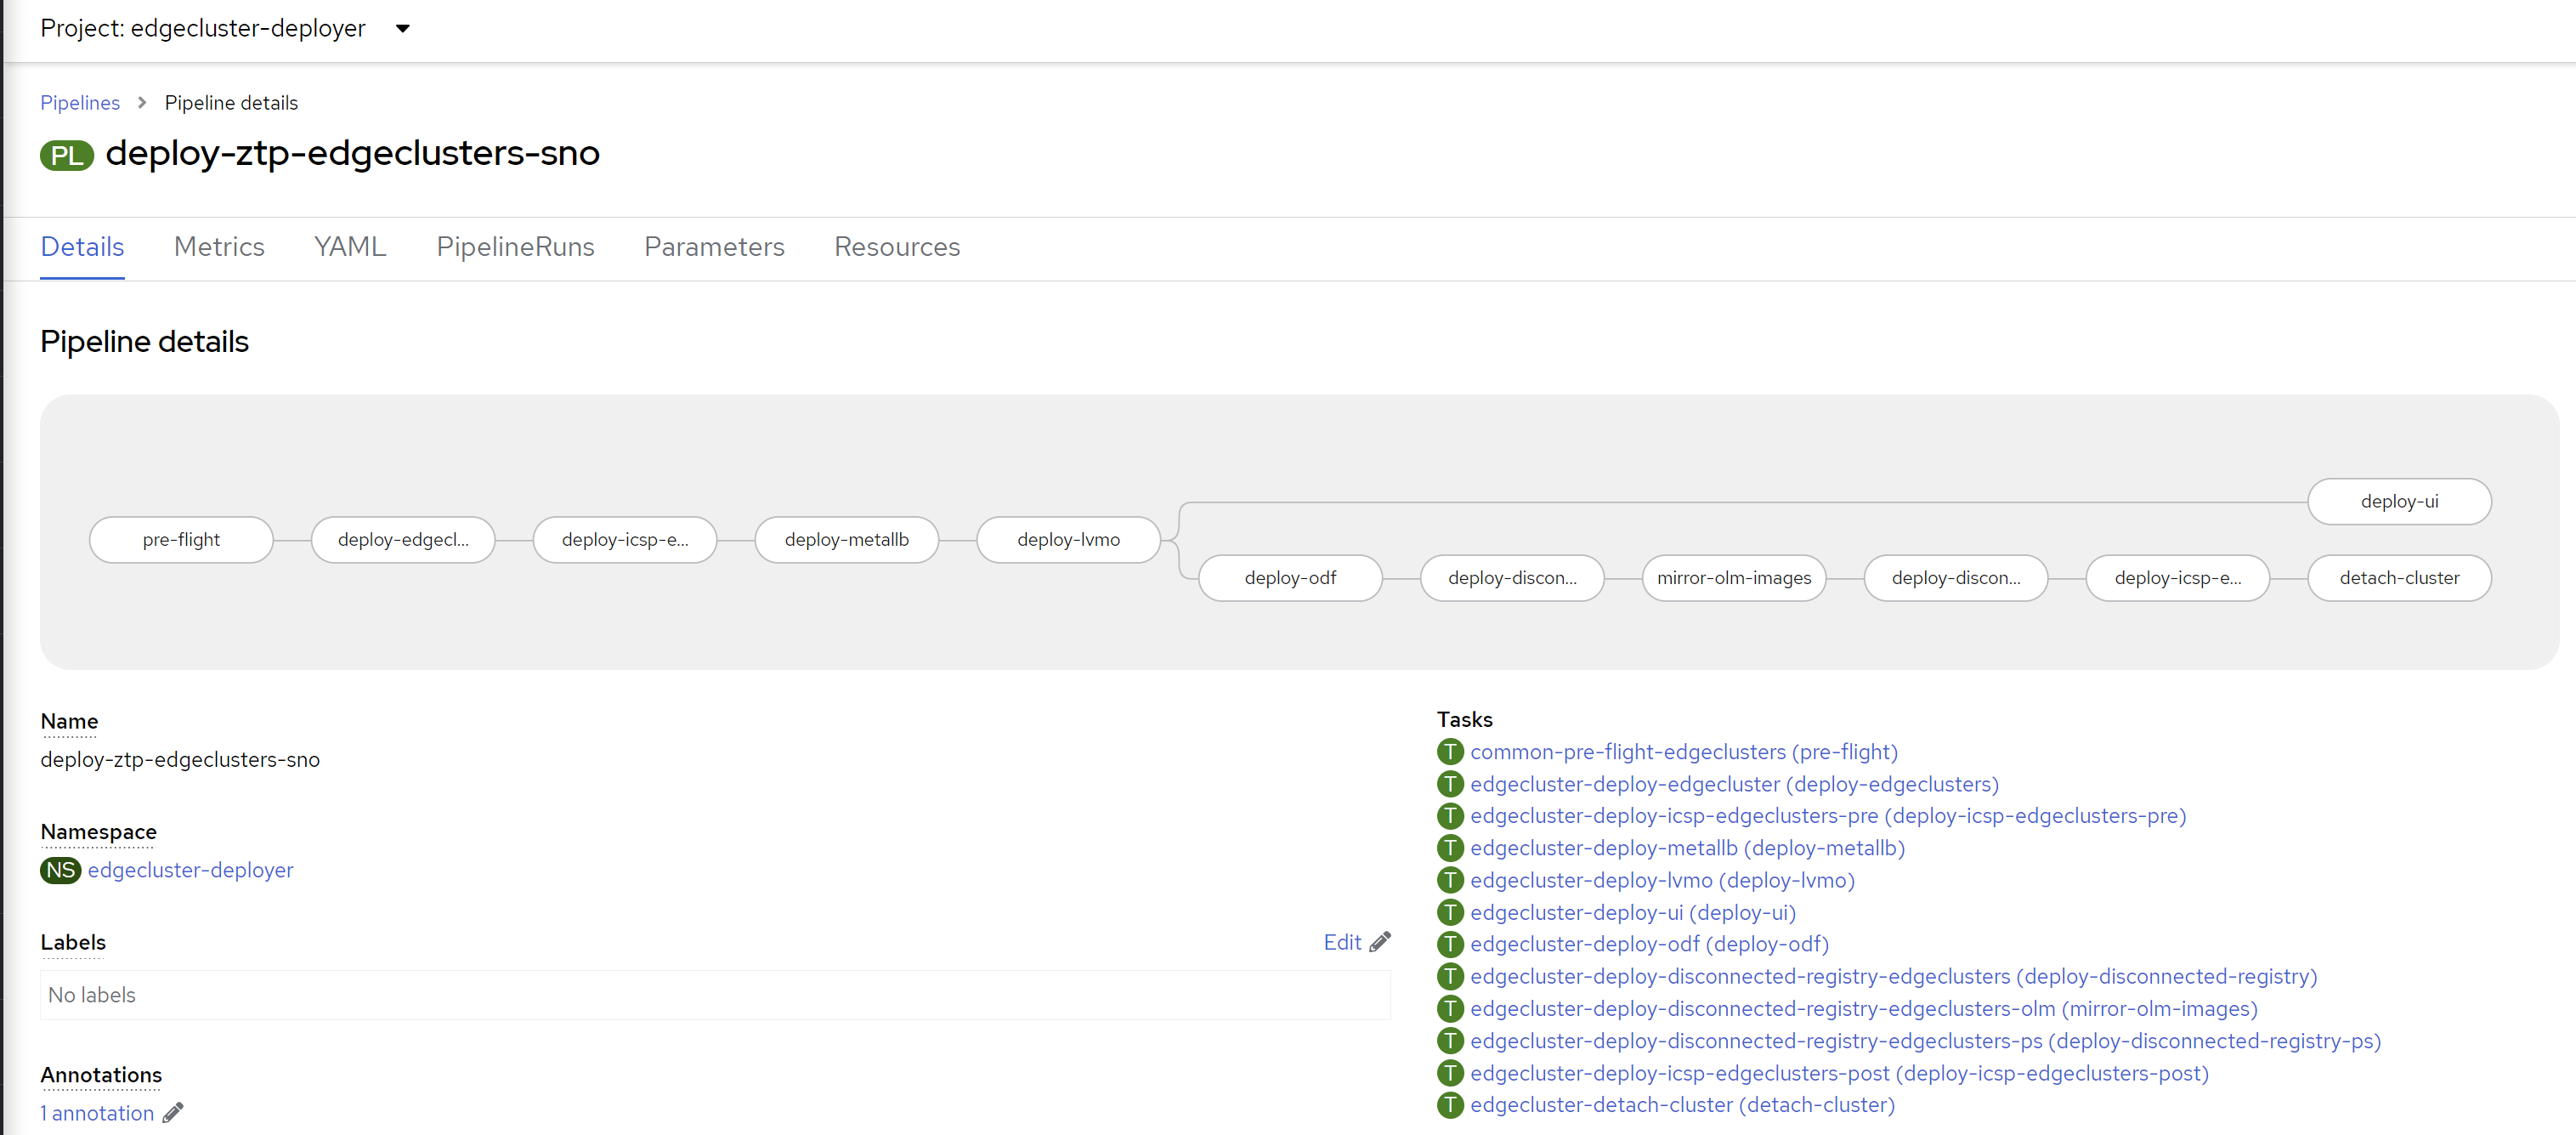 Project: edgecluster-deployer
Pipelines > Pipeline details
PL deploy-ztp-edgeclusters-sno
Details Metrics YAML PipelineRuns Parameters Resources
Pipeline details
deploy-ui
pre-flight deploy-edgecl... deploy-icsp-e... deploy-metallb deploy-lvmo
deploy-odf deploy-discon... mirror-olm-images deploy-discon... deploy-icsp-e... detach-cluster
Name
deploy-ztp-edgeclusters-sno
Namespace
NS edgecluster-deployer
Labels Edit
No labels
Annotations
1 annotation
Tasks
T common-pre-flight-edgeclusters (pre-flight)
T edgecluster-deploy-edgecluster (deploy-edgeclusters)
T edgecluster-deploy-icsp-edgeclusters-pre (deploy-icsp-edgeclusters-pre)
T edgecluster-deploy-metallb (deploy-metallb)
T edgecluster-deploy-lvmo (deploy-lvmo)
T edgecluster-deploy-ui (deploy-ui)
T edgecluster-deploy-odf (deploy-odf)
T edgecluster-deploy-disconnected-registry-edgeclusters (deploy-disconnected-registry)
T edgecluster-deploy-disconnected-registry-edgeclusters-olm (mirror-olm-images)
T edgecluster-deploy-disconnected-registry-edgeclusters-ps (deploy-disconnected-registry-ps)
T edgecluster-deploy-icsp-edgeclusters-post (deploy-icsp-edgeclusters-post)
T edgecluster-detach-cluster (detach-cluster)